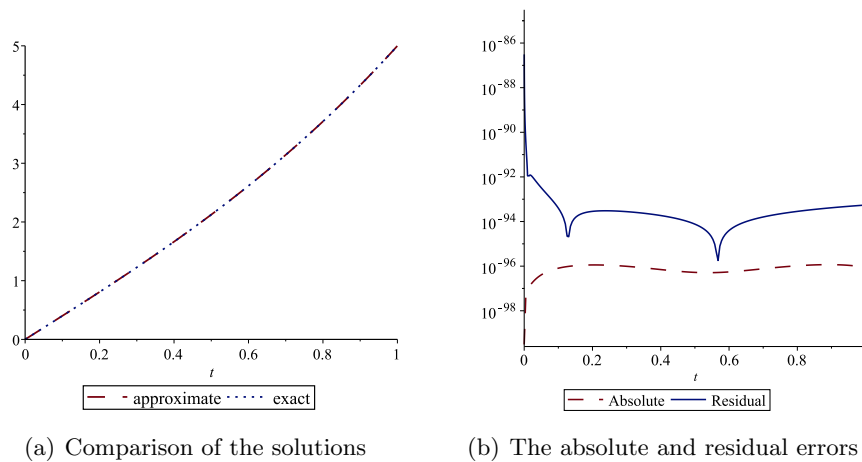 5
4
3
2
1
0
0 0.2 0.4 0.6 0.8 1
t
approximate exact
(a) Comparison of the solutions
10^-86
10^-90
10^-92
10^-94
10^-96
10^-98
0 0.2 0.4 0.6 0.8
t
Absolute Residual
(b) The absolute and residual errors